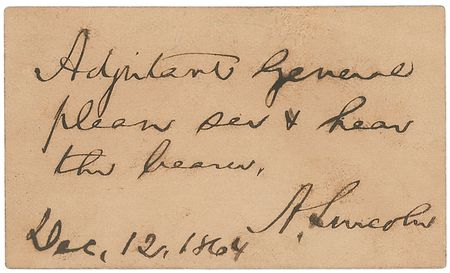 Adjutant General
please see & hear
the bearer.
A. Lincoln
Dec. 12, 1864